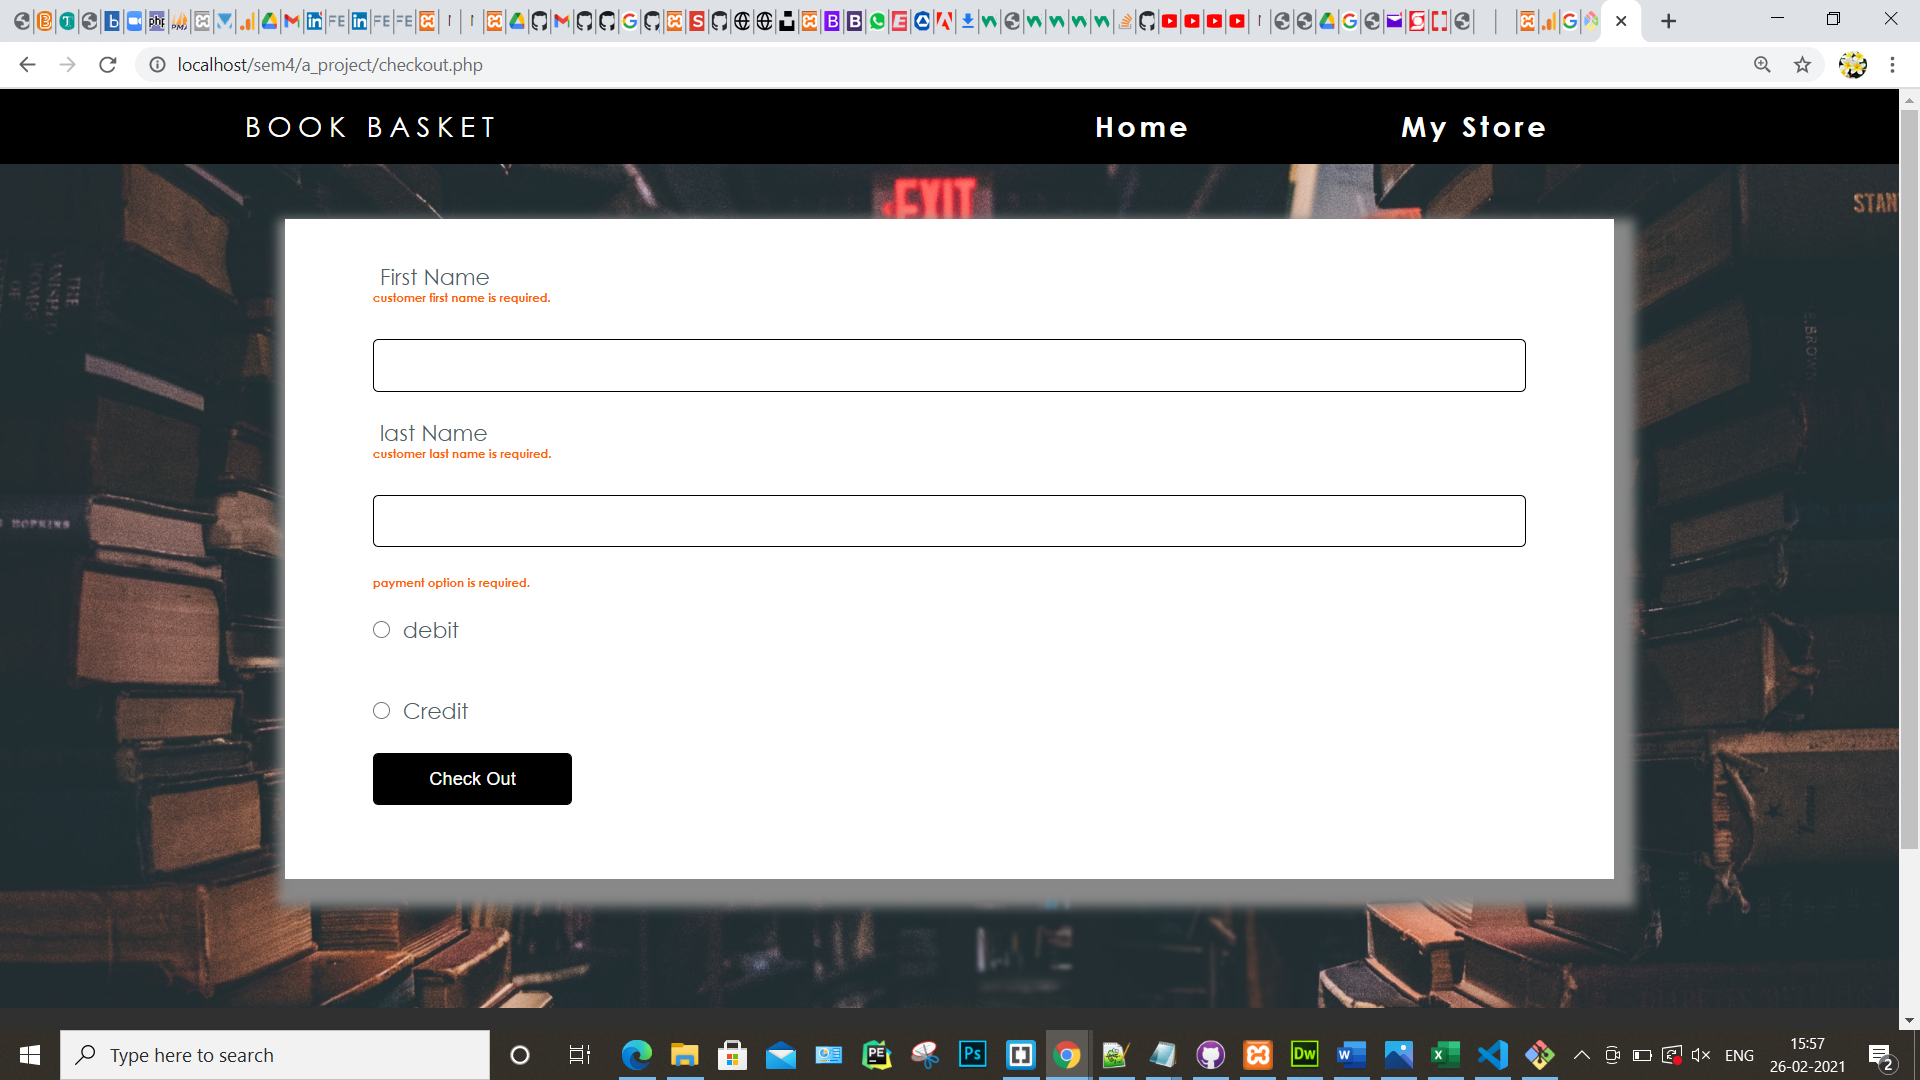 localhost/sem4/a_project/checkout.php
BOOK BASKET
Home
My Store
EXIT
STAN
HOPKINS
First Name
customer first name is required.
last Name
customer last name is required.
payment option is required.
debit
Credit
Check Out
Type here to search
ENG
15:57
26-02-2021
2